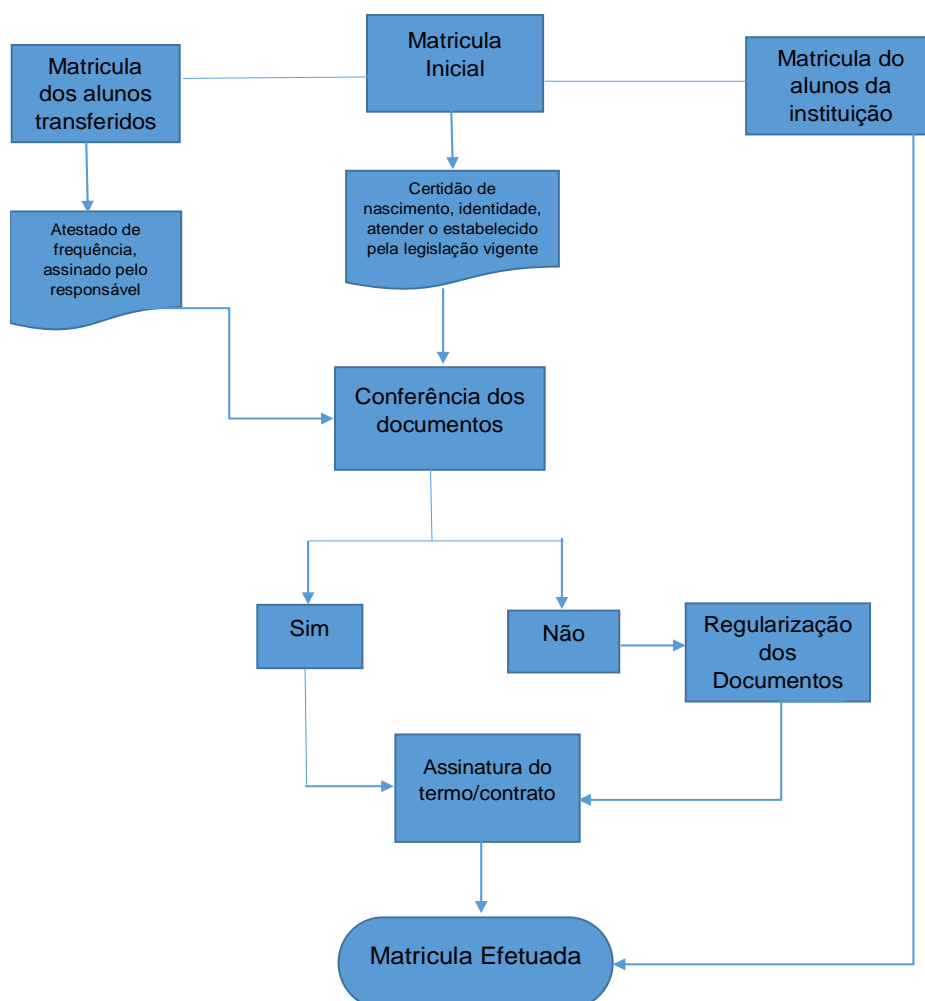 Matricula
dos alunos
transferidos
Matricula
Inicial
Matricula do
alunos da
instituição
Certidão de
nascimento, identidade,
atender o estabelecido
pela legislação vigente
Atestado de
frequência,
assinado pelo
responsável
Conferência dos
documentos
Sim
Não
Regularização
dos
Documentos
Assinatura do
termo/contrato
Matricula Efetuada